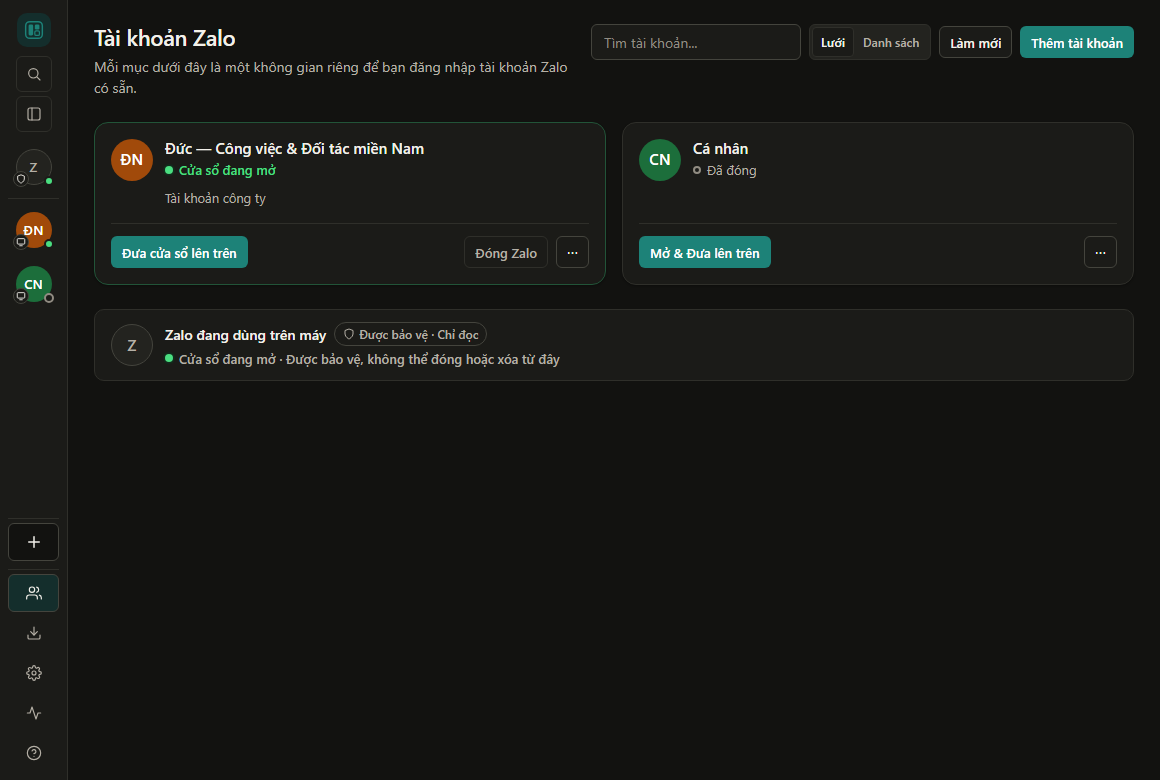 Tài khoản Zalo
Mỗi mục dưới đây là một không gian riêng để bạn đăng nhập tài khoản Zalo
có sẵn.
Tìm tài khoản...
Lưới
Danh sách
Làm mới
Thêm tài khoản
Z
ĐN
CN
ĐN
Đức — Công việc & Đối tác miền Nam
Cửa sổ đang mở
Tài khoản công ty
Đưa cửa sổ lên trên
Đóng Zalo
...
CN
Cá nhân
Đã đóng
Mở & Đưa lên trên
...
Z
Zalo đang dùng trên máy
Được bảo vệ · Chỉ đọc
Cửa sổ đang mở · Được bảo vệ, không thể đóng hoặc xóa từ đây